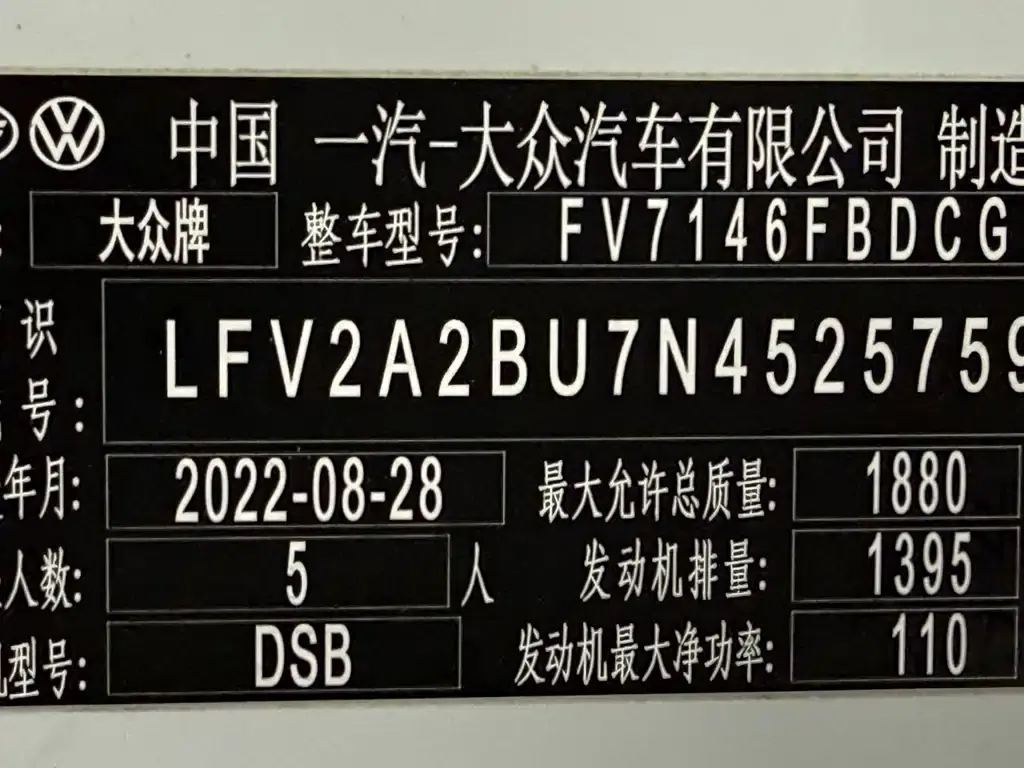 中国 一汽-大众汽车有限公司 制造
: 大众牌 整车型号: FV7146FBDCG
识
号:
LFV2A2BU7N4525759
年月: 2022-08-28 最大允许总质量: 1880
人数: 5 人 发动机排量: 1395
型号: DSB 发动机最大净功率: 110